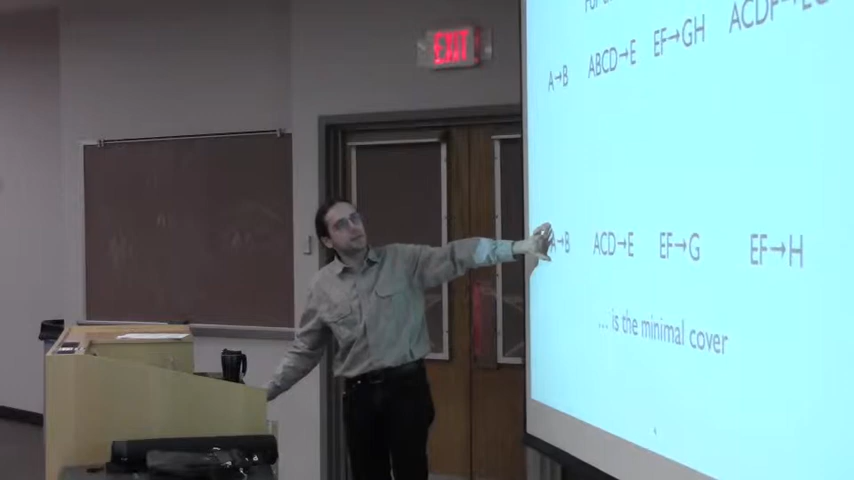 EXIT
A→B ABCD→E EF→GH
A→B ACD→E EF→G EF→H
... is the minimal cover